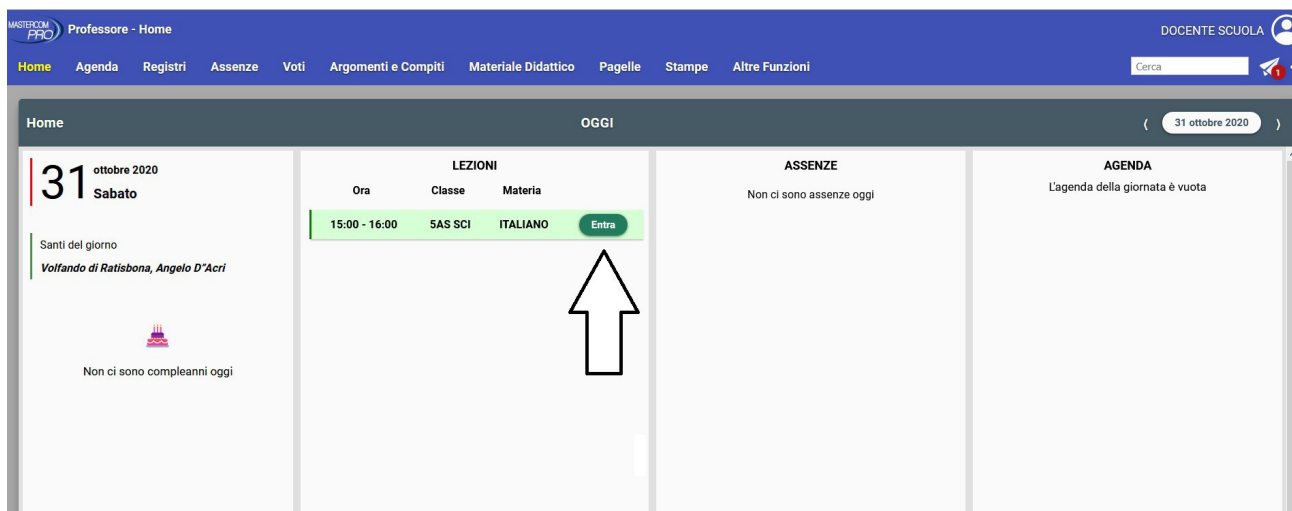 MASTERCOM
PRO
Professore - Home
DOCENTE SCUOLA
Home Agenda Registri Assenze Voti Argomenti e Compiti Materiale Didattico Pagelle Stampe Altre Funzioni
Cerca
1
Home
OGGI
31 ottobre 2020
31 ottobre 2020
Sabato
Santi del giorno
Volfando di Ratisbona, Angelo D"Acri
Non ci sono compleanni oggi
LEZIONI
Ora Classe Materia
15:00 - 16:00 5AS SCI ITALIANO Entra
ASSENZE
Non ci sono assenze oggi
AGENDA
L'agenda della giornata è vuota